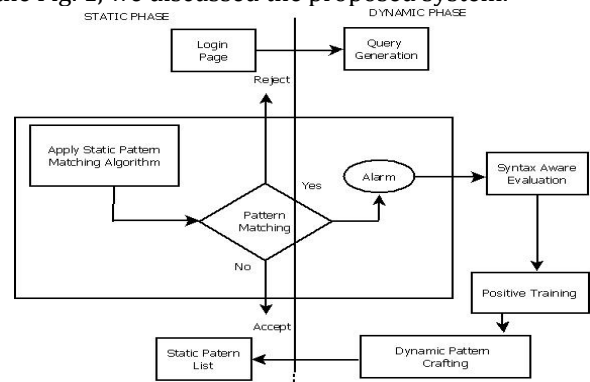 the Fig. 2, we discussed the proposed system.
STATIC PHASE
DYNAMIC PHASE
Login
Page
Query
Generation
Reject
Apply Static Pattern
Matching Algorithm
Alarm
Syntax Aware
Evaluation
Yes
Pattern
Matching
No
Positive Training
Accept
Static Patern
List
Dynamic Pattern
Crafting